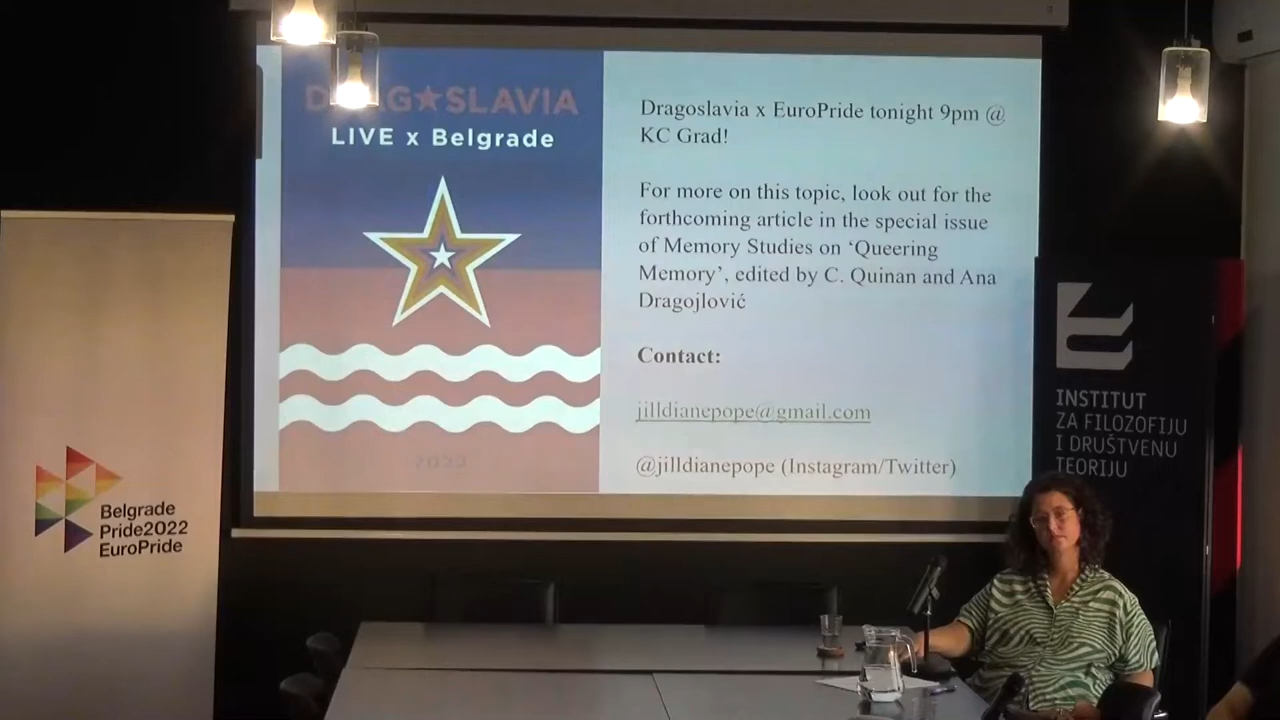 DRAG★SLAVIA
LIVE x Belgrade
2022
Dragoslavia x EuroPride tonight 9pm @
KC Grad!
For more on this topic, look out for the
forthcoming article in the special issue
of Memory Studies on ‘Queering
Memory’, edited by C. Quinan and Ana
Dragojlović
Contact:
jilldianepope@gmail.com
@jilldianepope (Instagram/Twitter)
Belgrade
Pride2022
EuroPride
INSTITUT
ZA FILOZOFIJU
I DRUŠTVENU
TEORIJU